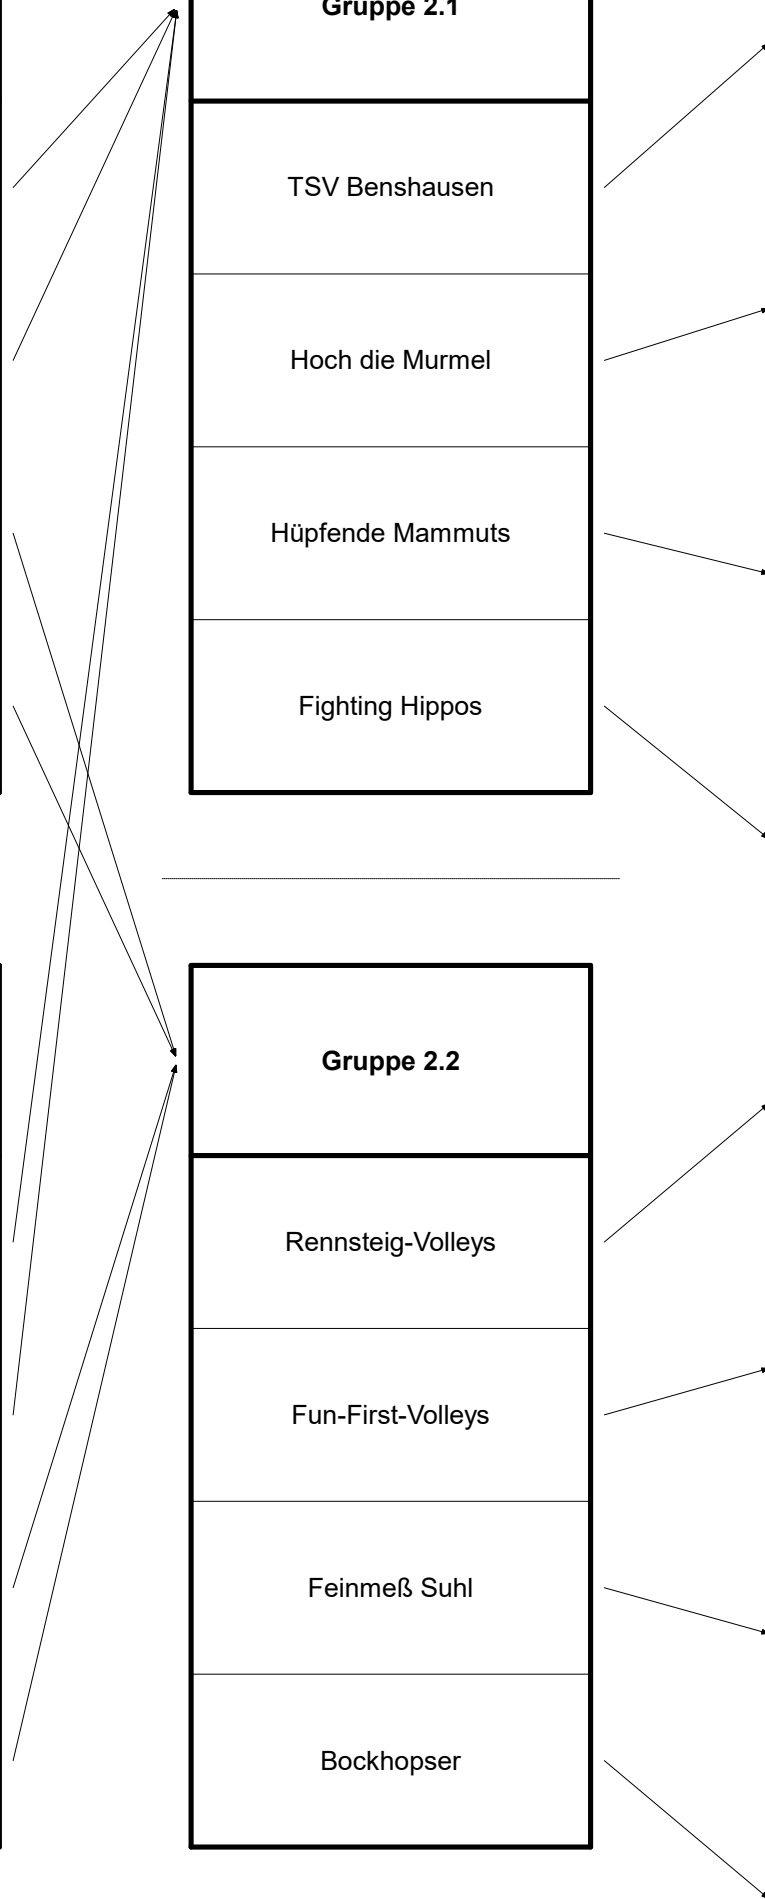 Gruppe 2.1
TSV Benshausen
Hoch die Murmel
Hüpfende Mammuts
Fighting Hippos
Gruppe 2.2
Rennsteig-Volleys
Fun-First-Volleys
Feinmeß Suhl
Bockhopser